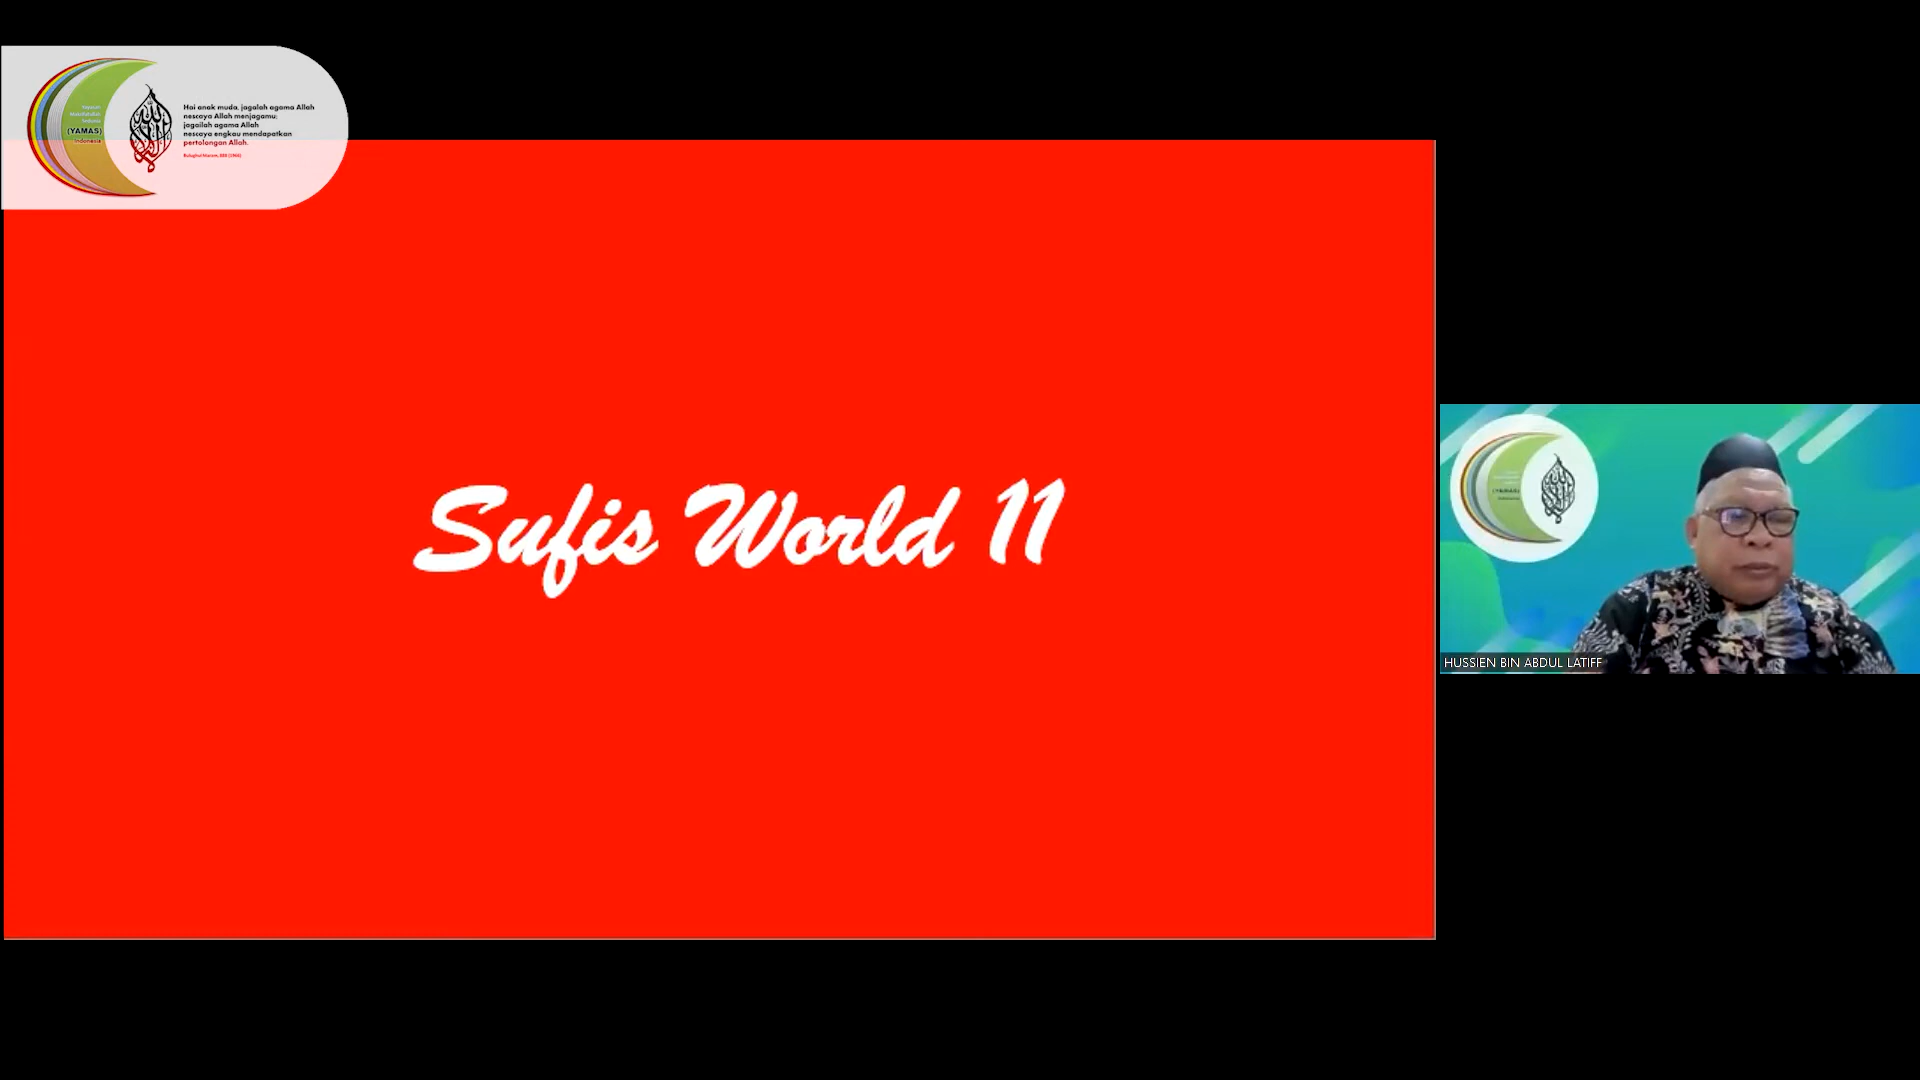 (YAMAS)
Indonesia
Hai anak muda, jagalah agama Allah
nescaya Allah menjagamu;
jagailah agama Allah
nescaya engkau mendapatkan
pertolongan Allah.
Sufis World 11
HUSSIEN BIN ABDUL LATIFF